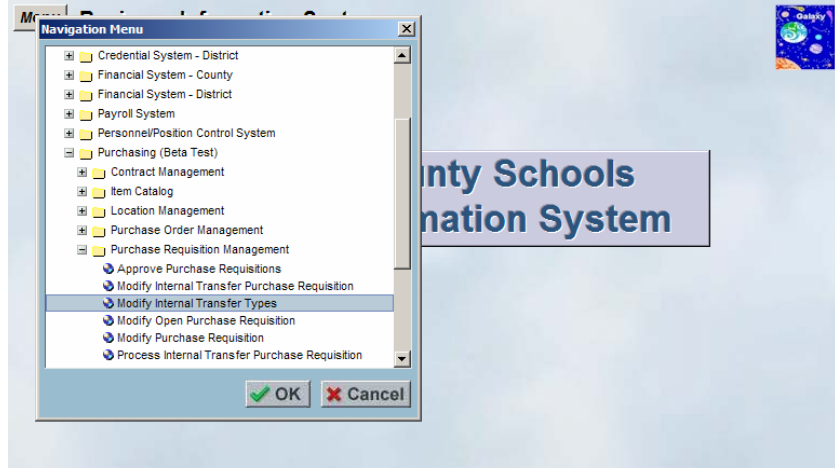 Navigation Menu
Galaxy
Credential System - District
Financial System - County
Financial System - District
Payroll System
Personnel/Position Control System
Purchasing (Beta Test)
Contract Management
Item Catalog
Location Management
Purchase Order Management
Purchase Requisition Management
Approve Purchase Requisitions
Modify Internal Transfer Purchase Requisition
Modify Internal Transfer Types
Modify Open Purchase Requisition
Modify Purchase Requisition
Process Internal Transfer Purchase Requisition
OK
Cancel
unty Schools
mation System